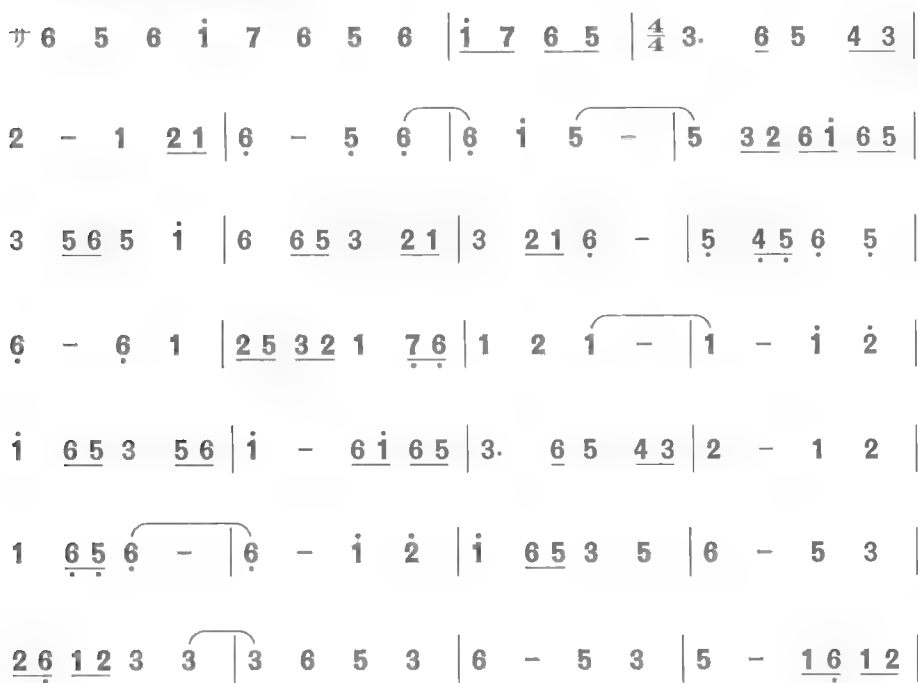 サ 6 5 6 i̇ 7 6 5 6 | i̇ 7 6 5 | 4/4 3. 6 5 4 3 |
2 – 1 2 1 | 6̣ – 5̣ 6̣ | 6̣ i̇ 5 – | 5 3 2 6 i̇ 6 5 |
3 5 6 5 i̇ | 6 6 5 3 2 1 | 3 2 1 6̣ – | 5̣ 4̣ 5̣ 6̣ 5̣ |
6̣ – 6̣ 1 | 2 5 3 2 1 7̣ 6̣ | 1 2 1 – | 1 – i̇ 2̇ |
i̇ 6 5 3 5 6 | i̇ – 6 i̇ 6 5 | 3. 6 5 4 3 | 2 – 1 2 |
1 6̣ 5̣ 6̣ – | 6̣ – i̇ 2̇ | i̇ 6 5 3 5 | 6 – 5 3 |
2 6̣ 1 2 3 3 | 3 6 5 3 | 6 – 5 3 | 5 – 1 6̣ 1 2 |